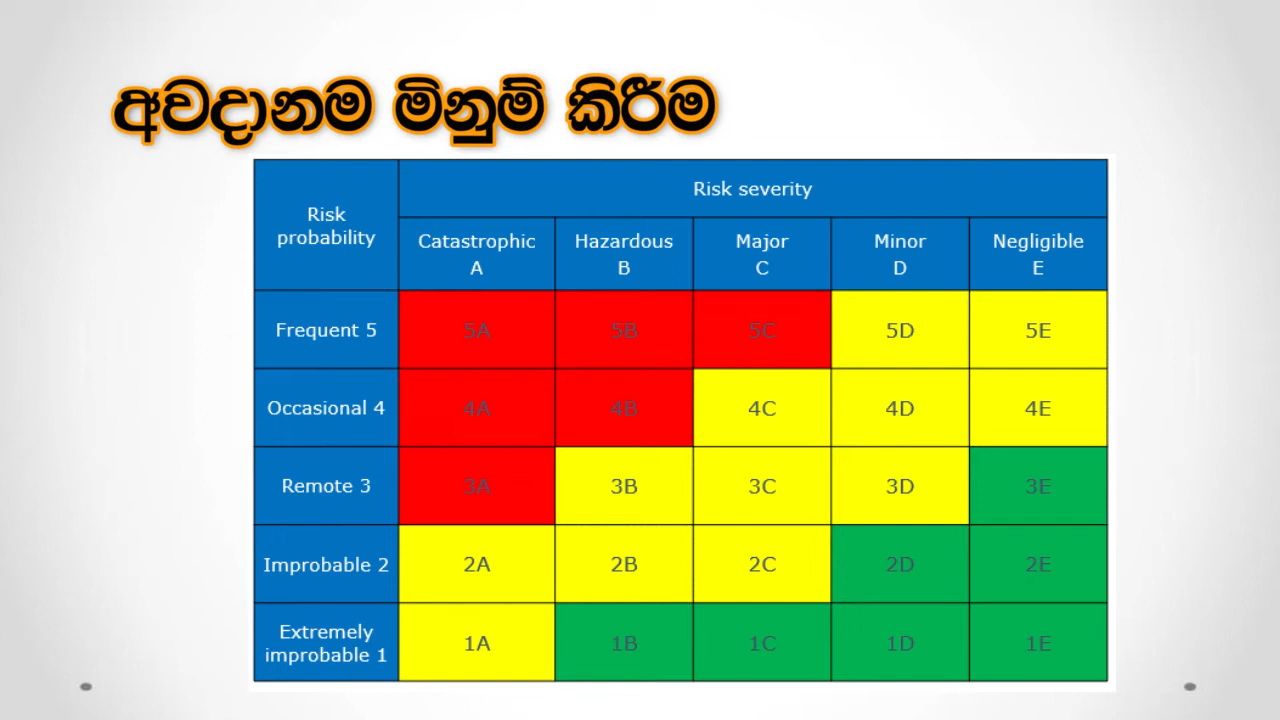 අවදානම මිනුම් කිරීම
Risk probability
Risk severity
Catastrophic A
Hazardous B
Major C
Minor D
Negligible E
Frequent 5
5A
5B
5C
5D
5E
Occasional 4
4A
4B
4C
4D
4E
Remote 3
3A
3B
3C
3D
3E
Improbable 2
2A
2B
2C
2D
2E
Extremely improbable 1
1A
1B
1C
1D
1E